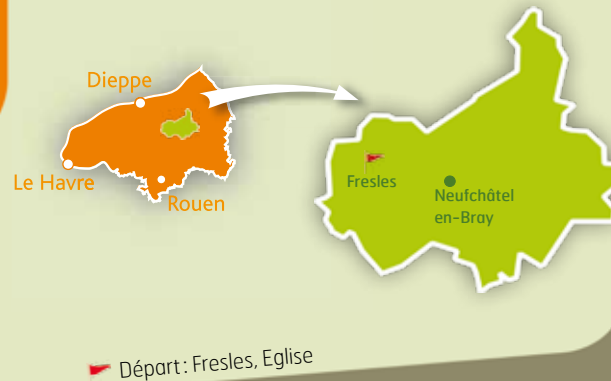 Dieppe
Le Havre
Rouen
Fresles
Neufchâtel
en-Bray
Départ : Fresles, Eglise